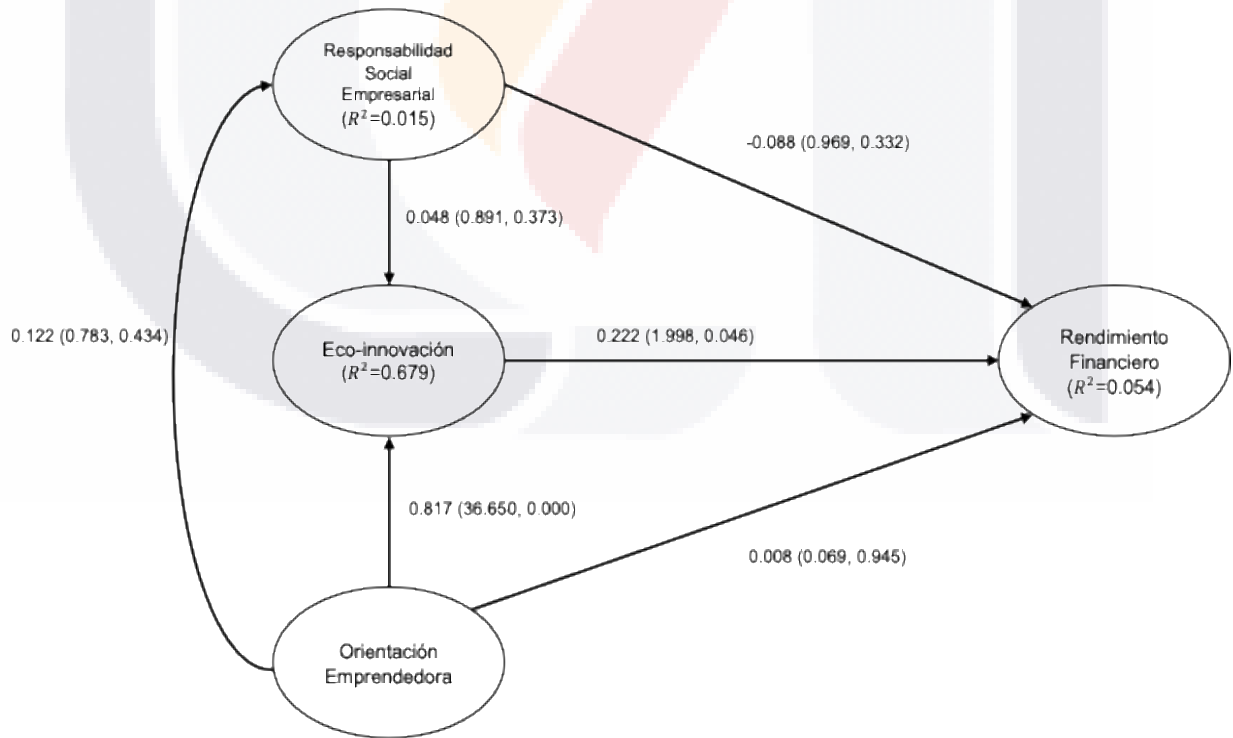 Responsabilidad
Social
Empresarial
(R²=0.015)
-0.088 (0.969, 0.332)
0.048 (0.891, 0.373)
0.122 (0.783, 0.434)
Eco-innovación
(R²=0.679)
0.222 (1.998, 0.046)
Rendimiento
Financiero
(R²=0.054)
0.817 (36.650, 0.000)
0.008 (0.069, 0.945)
Orientación
Emprendedora